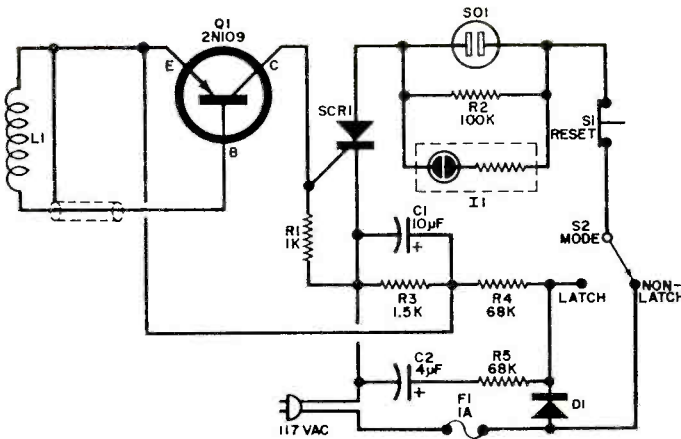 Q1
2N109
E
C
B
L1
SO1
SCR1
R2
100K
I1
S1
RESET
R1
1K
C1
10µF
+
S2
MODE
R3
1.5K
R4
68K
LATCH
NON-
LATCH
C2
4µF
+
R5
68K
F1
1A
D1
117 VAC